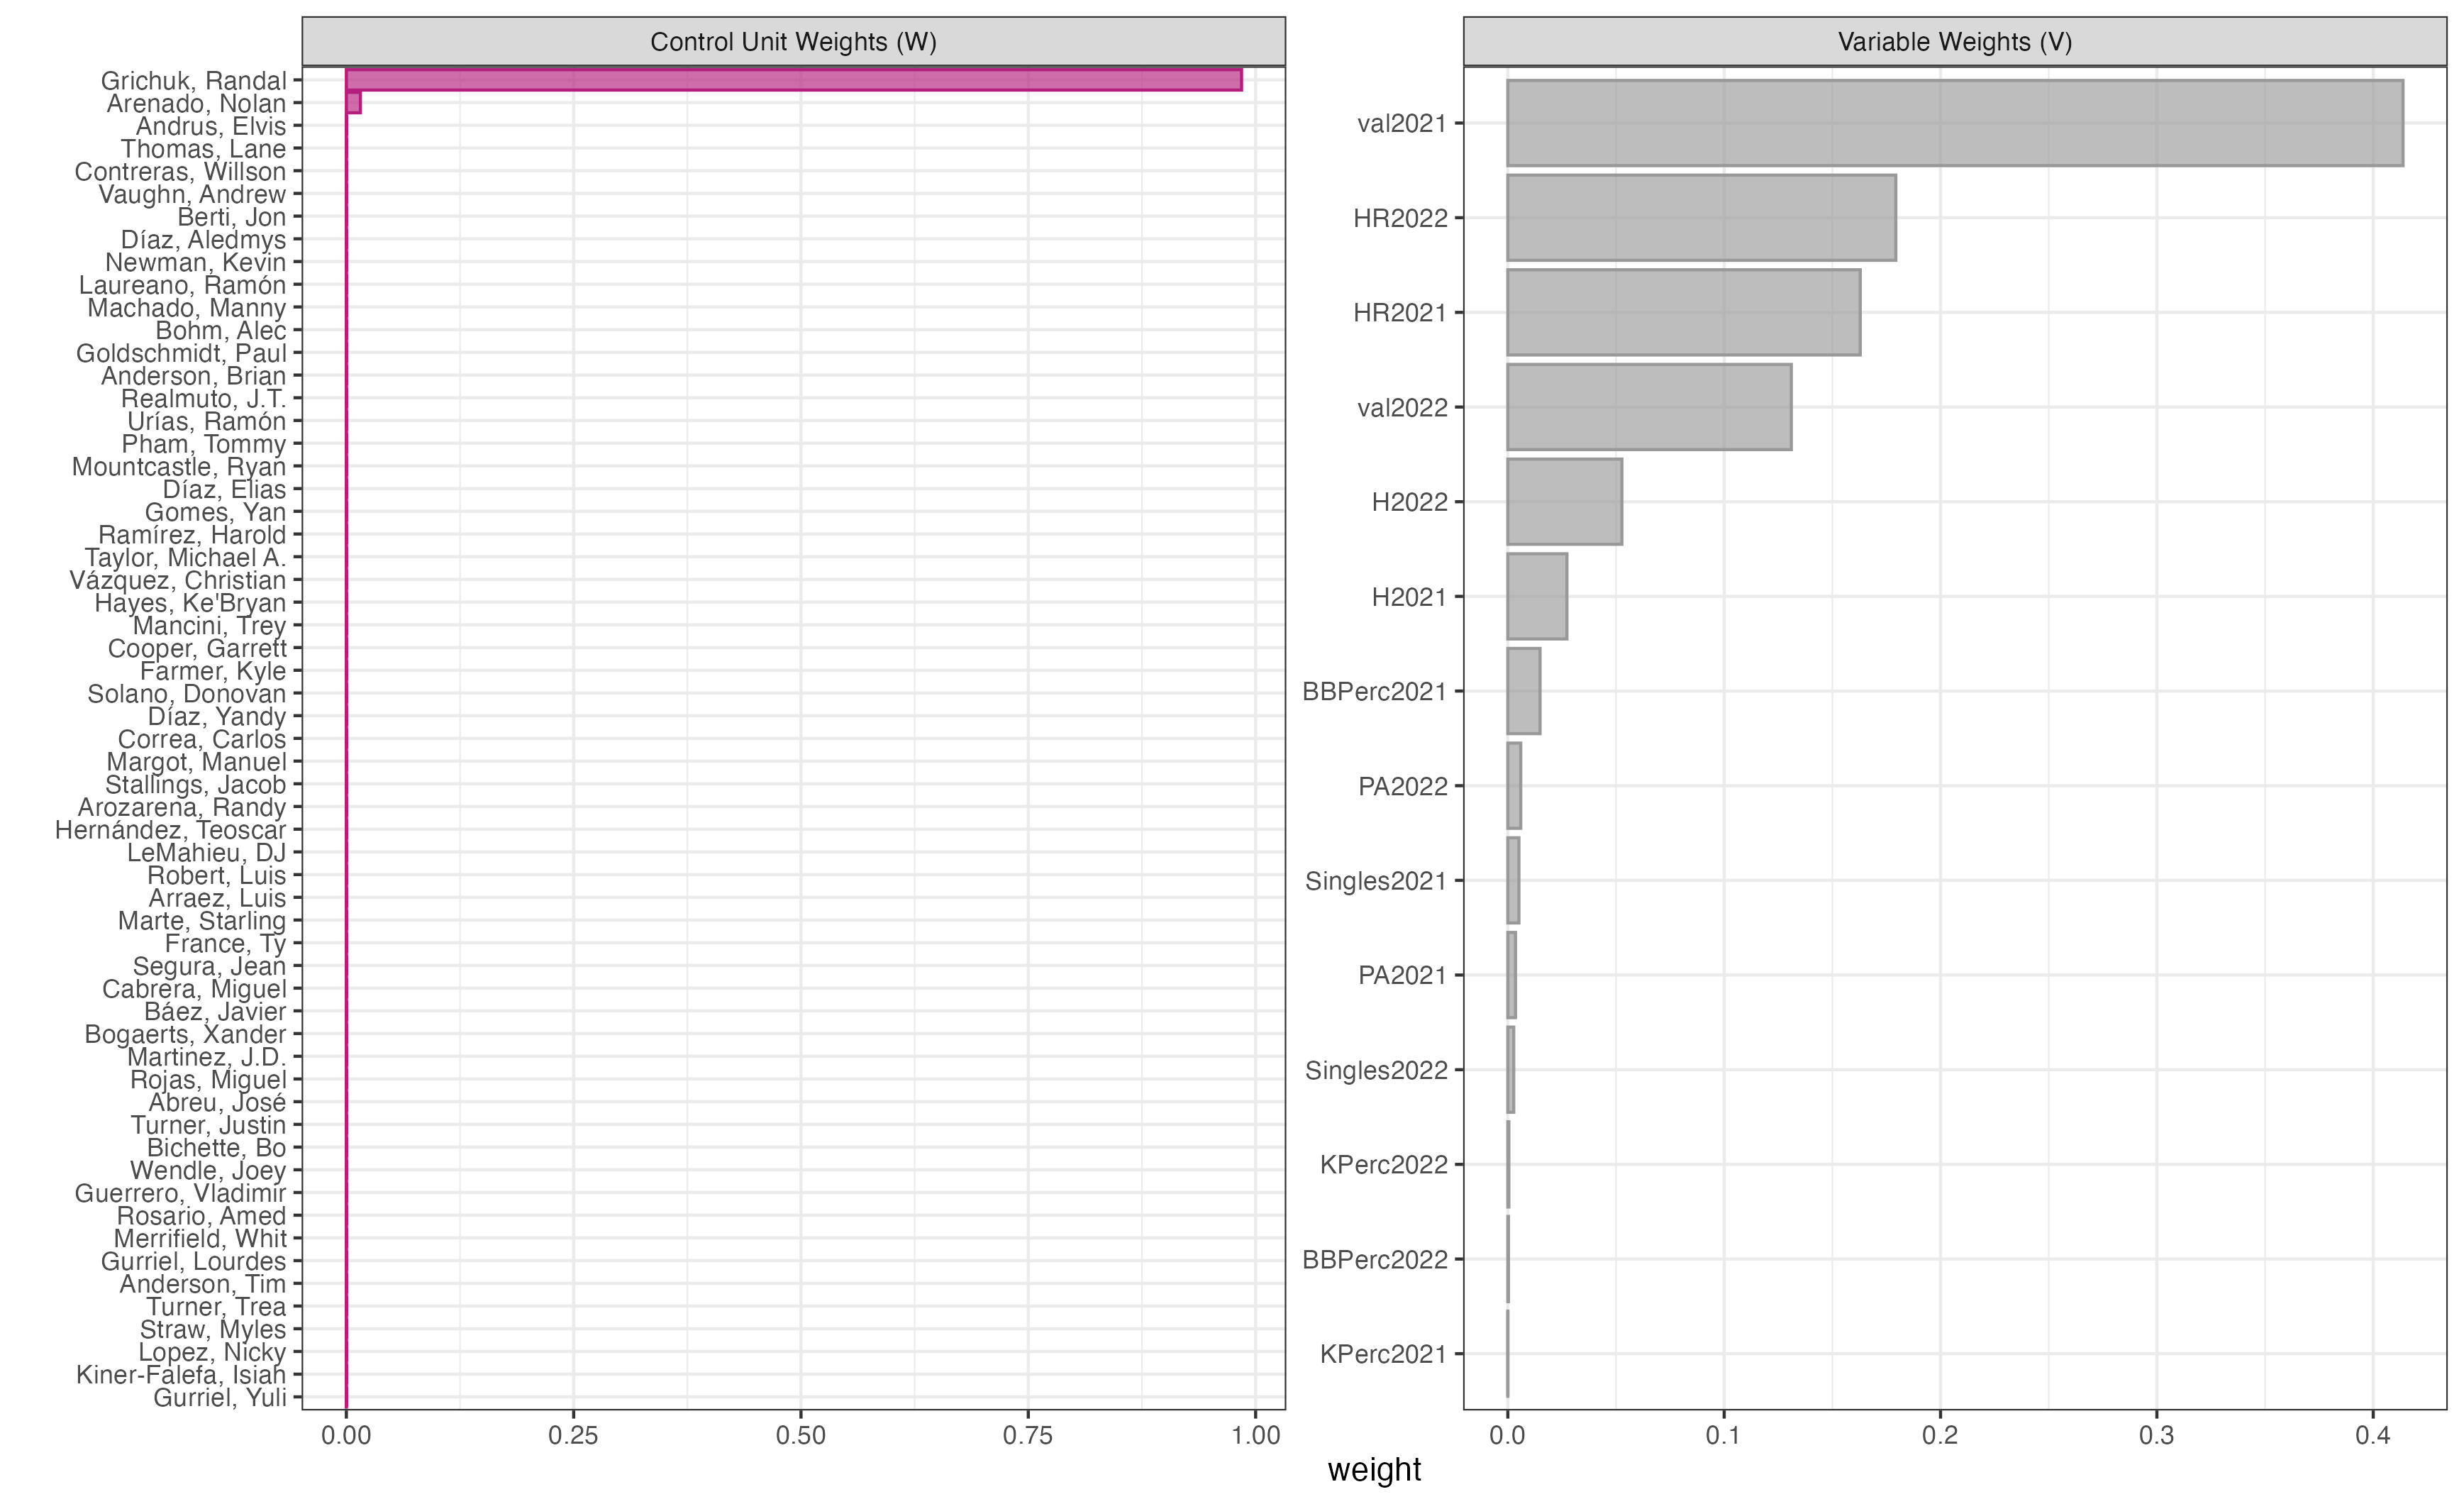 Control Unit Weights (W)
Grichuk, Randal
Arenado, Nolan
Andrus, Elvis
Thomas, Lane
Contreras, Willson
Vaughn, Andrew
Berti, Jon
Díaz, Aledmys
Newman, Kevin
Laureano, Ramón
Machado, Manny
Bohm, Alec
Goldschmidt, Paul
Anderson, Brian
Realmuto, J.T.
Urías, Ramón
Pham, Tommy
Mountcastle, Ryan
Díaz, Elias
Gomes, Yan
Ramírez, Harold
Taylor, Michael A.
Vázquez, Christian
Hayes, Ke'Bryan
Mancini, Trey
Cooper, Garrett
Farmer, Kyle
Solano, Donovan
Díaz, Yandy
Correa, Carlos
Margot, Manuel
Stallings, Jacob
Arozarena, Randy
Hernández, Teoscar
LeMahieu, DJ
Robert, Luis
Arraez, Luis
Marte, Starling
France, Ty
Segura, Jean
Cabrera, Miguel
Báez, Javier
Bogaerts, Xander
Martinez, J.D.
Rojas, Miguel
Abreu, José
Turner, Justin
Bichette, Bo
Wendle, Joey
Guerrero, Vladimir
Rosario, Amed
Merrifield, Whit
Gurriel, Lourdes
Anderson, Tim
Turner, Trea
Straw, Myles
Lopez, Nicky
Kiner-Falefa, Isiah
Gurriel, Yuli
0.00 0.25 0.50 0.75 1.00
Variable Weights (V)
val2021
HR2022
HR2021
val2022
H2022
H2021
BBPerc2021
PA2022
Singles2021
PA2021
Singles2022
KPerc2022
BBPerc2022
KPerc2021
0.0 0.1 0.2 0.3 0.4
weight